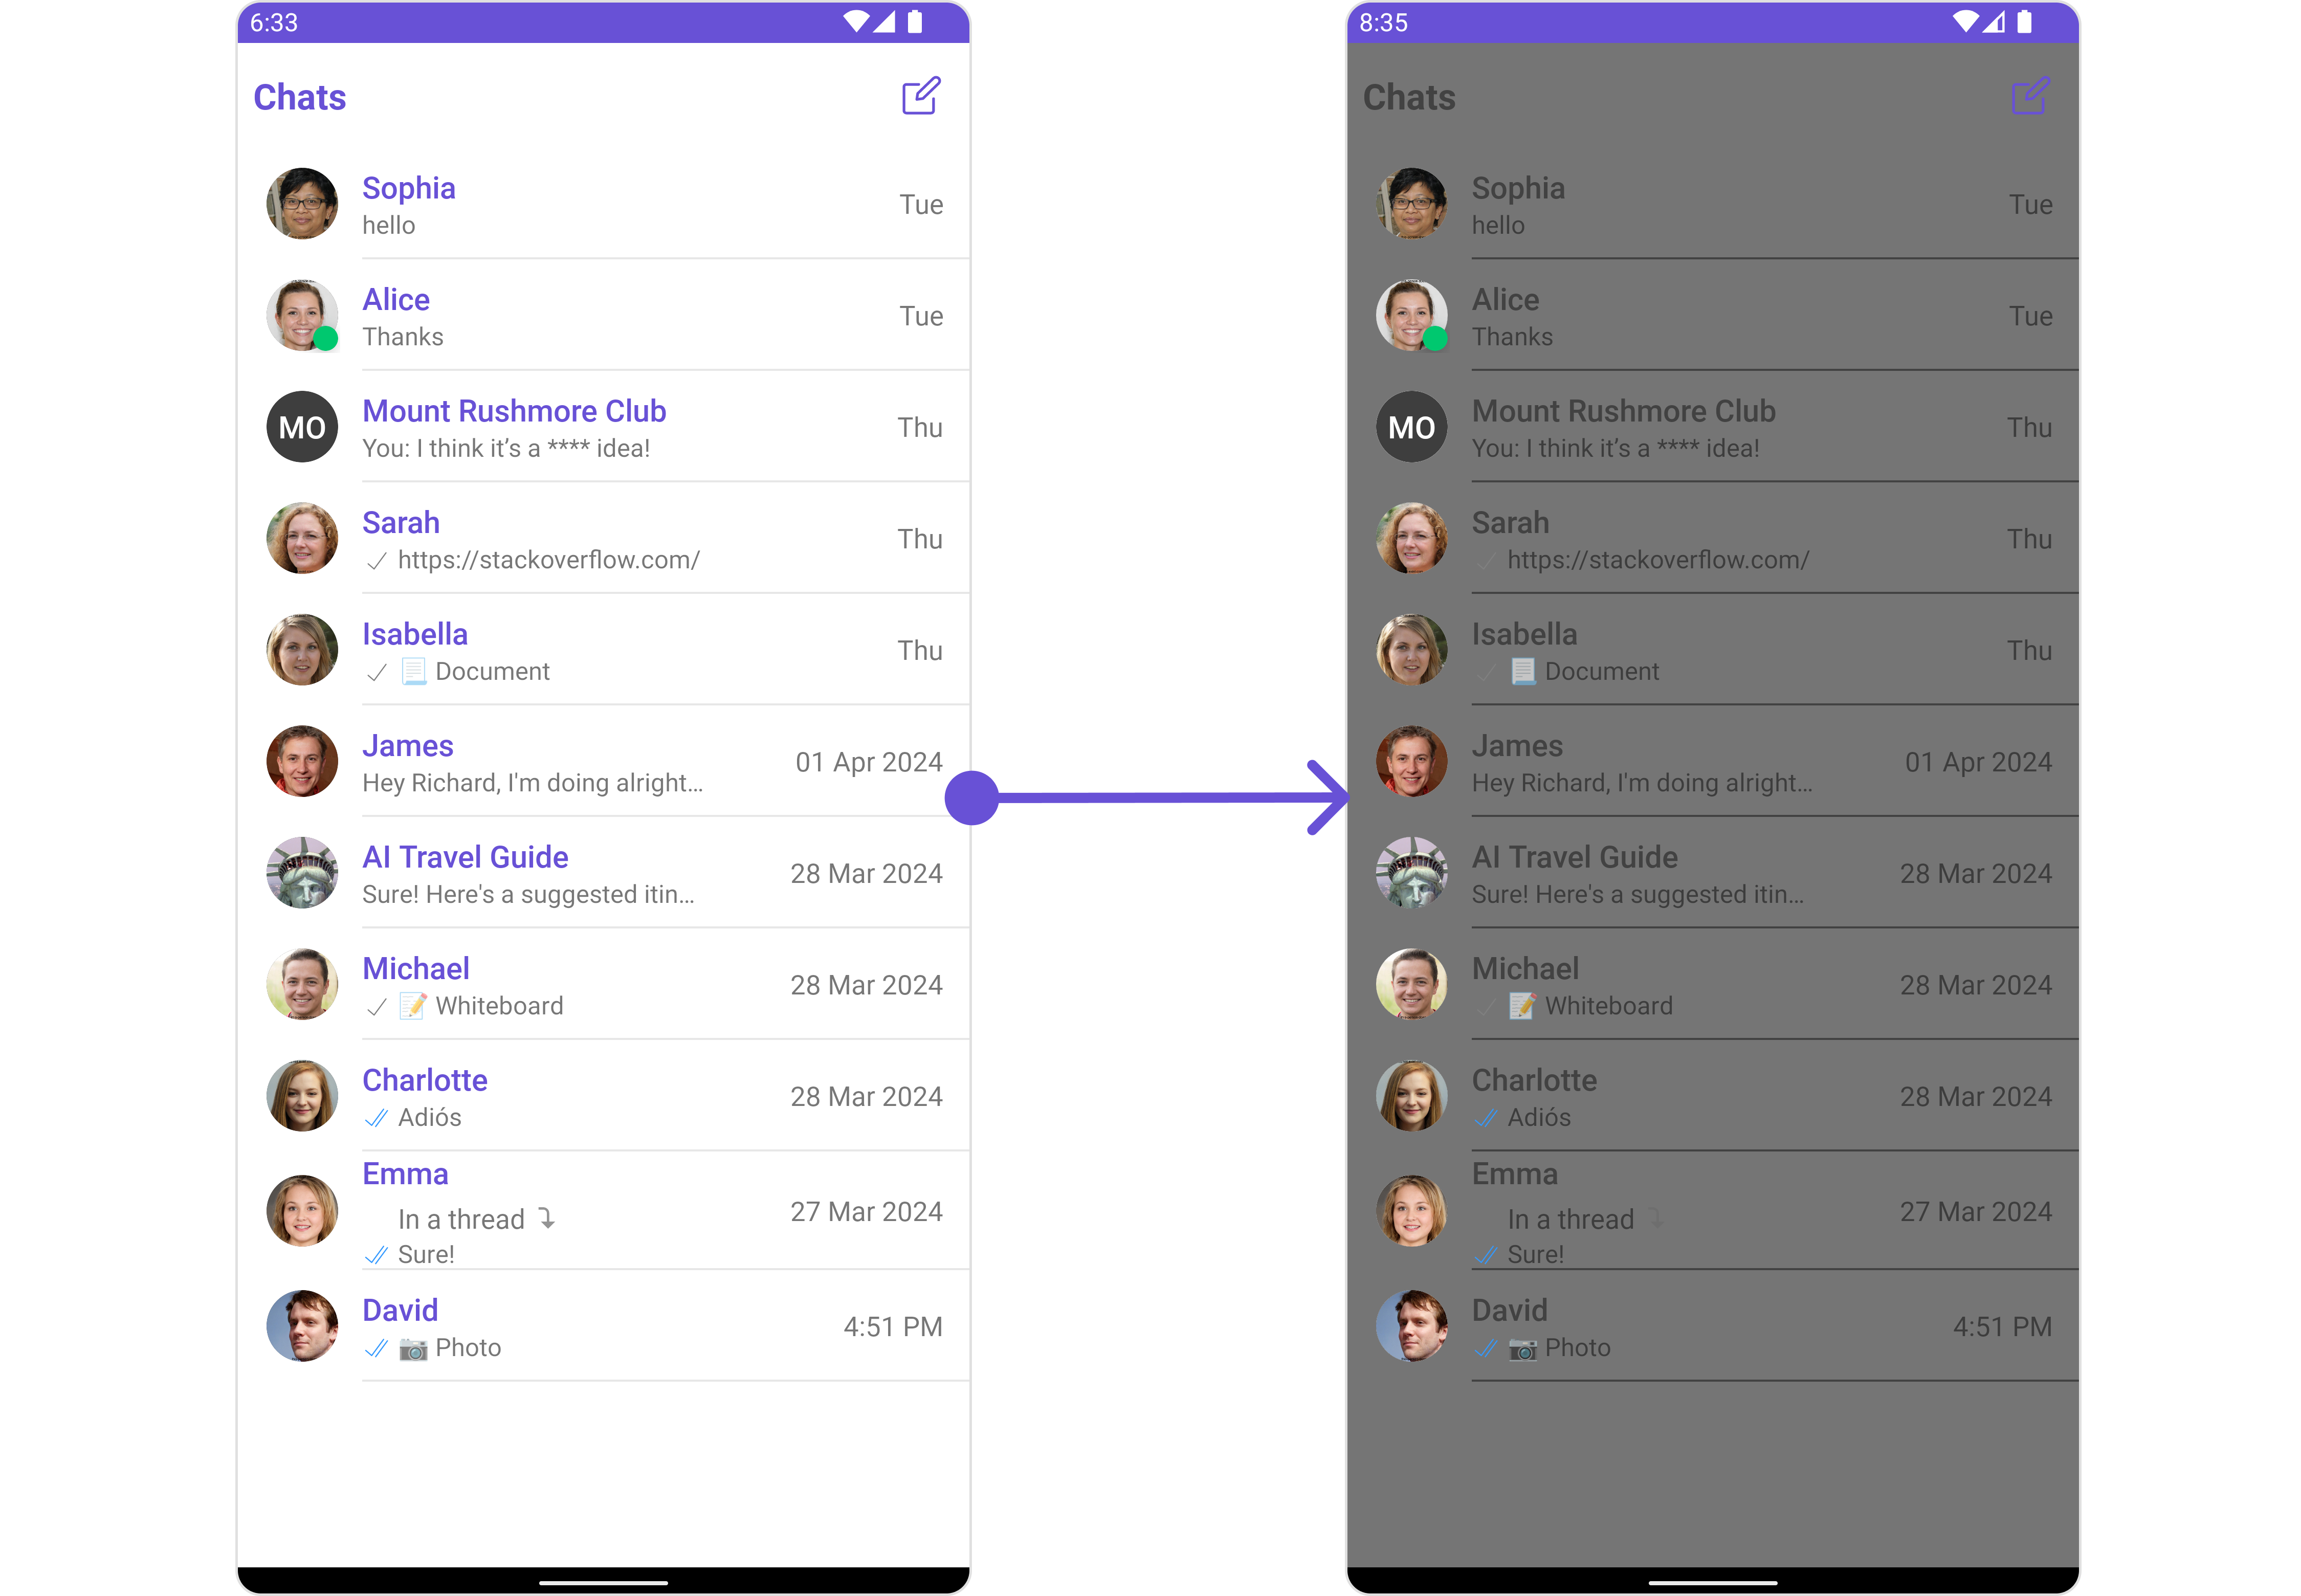 6:33
Chats
Sophia
hello
Tue
Alice
Thanks
Tue
MO
Mount Rushmore Club
You: I think it’s a **** idea!
Thu
Sarah
https://stackoverflow.com/
Thu
Isabella
Document
Thu
James
Hey Richard, I'm doing alright...
01 Apr 2024
AI Travel Guide
Sure! Here's a suggested itin...
28 Mar 2024
Michael
Whiteboard
28 Mar 2024
Charlotte
Adiós
28 Mar 2024
Emma
In a thread
Sure!
27 Mar 2024
David
Photo
4:51 PM
8:35
Chats
Sophia
hello
Tue
Alice
Thanks
Tue
MO
Mount Rushmore Club
You: I think it’s a **** idea!
Thu
Sarah
https://stackoverflow.com/
Thu
Isabella
Document
Thu
James
Hey Richard, I'm doing alright...
01 Apr 2024
AI Travel Guide
Sure! Here's a suggested itin...
28 Mar 2024
Michael
Whiteboard
28 Mar 2024
Charlotte
Adiós
28 Mar 2024
Emma
In a thread
Sure!
27 Mar 2024
David
Photo
4:51 PM